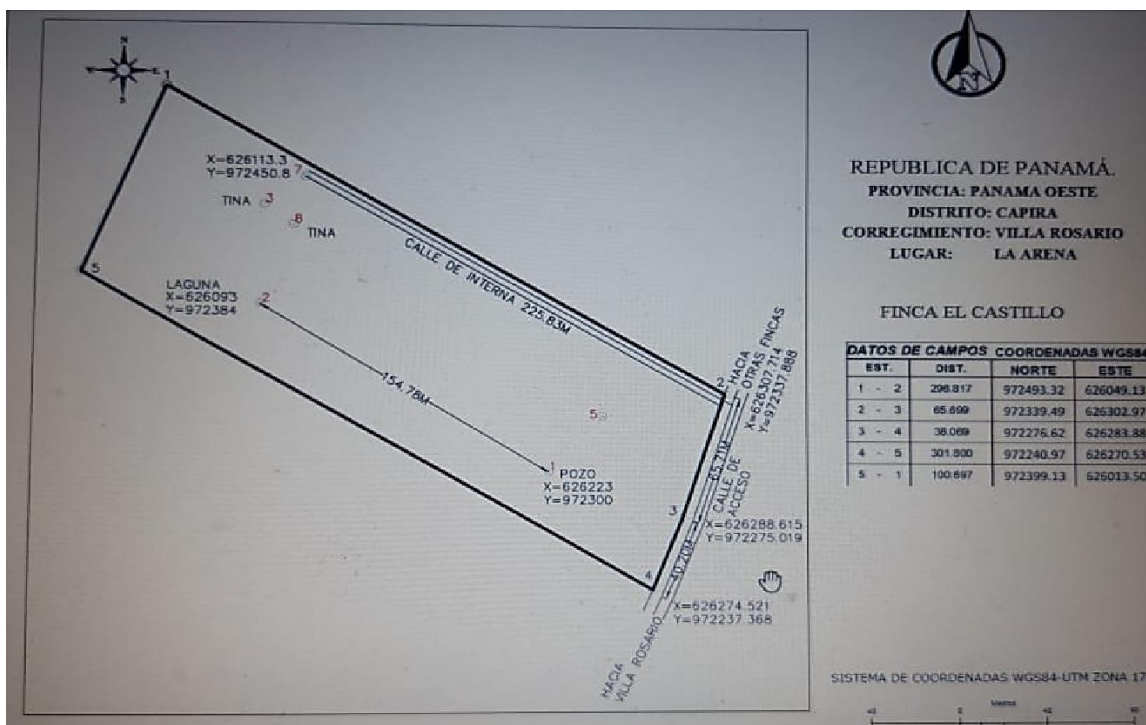 N
E
S
1
X=626113.3
Y=972450.8
7
TINA 3
8
TINA
CALLE DE INTERNA 225.83M
5
LAGUNA
X=626093
Y=972384
2
154.78M
1
POZO
X=626223
Y=972300
5
2
HACIA
OTRAS FINCAS
X=626307.714
Y=972337.888
65.71M
CALLE DE
ACCESO
3
X=626288.615
Y=972275.019
40.20M
4
X=626274.521
Y=972237.368
HACIA
VILLA ROSARIO
N
REPUBLICA DE PANAMÁ.
PROVINCIA: PANAMA OESTE
DISTRITO: CAPIRA
CORREGIMIENTO: VILLA ROSARIO
LUGAR: LA ARENA
FINCA EL CASTILLO
DATOS DE CAMPOS COORDENADAS WGS84
EST. DIST. NORTE ESTE
1 - 2 296.817 972493.32 626049.13
2 - 3 65.699 972339.49 626302.97
3 - 4 38.069 972276.62 626283.88
4 - 5 301.800 972240.97 626270.53
5 - 1 100.697 972399.13 626013.50
SISTEMA DE COORDENADAS WGS84-UTM ZONA 17
Metros
0